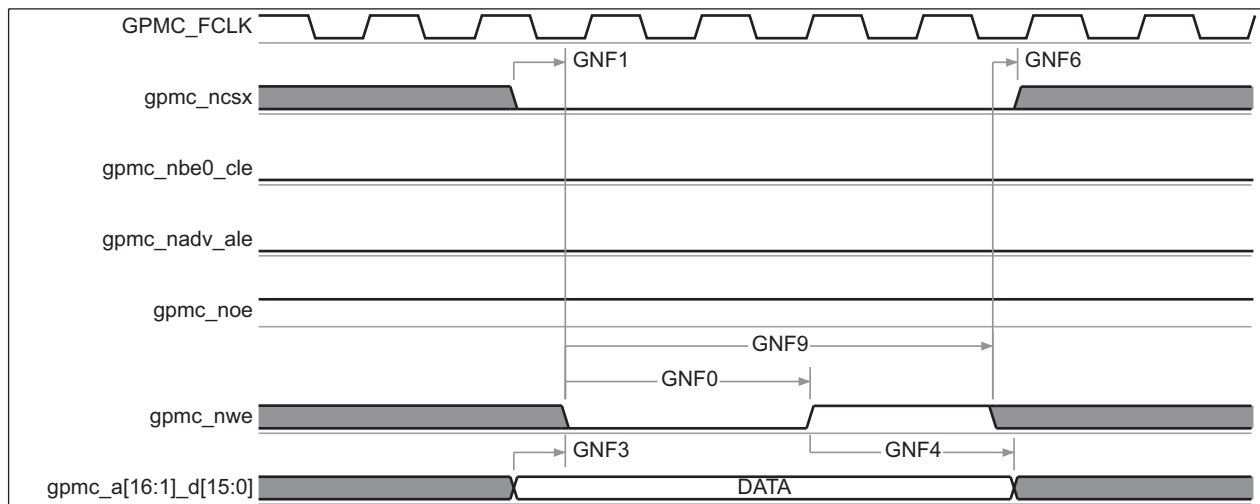 GPMC_FCLK
GNF1
GNF6
gpmc_ncsx
gpmc_nbe0_cle
gpmc_nadv_ale
gpmc_noe
GNF9
GNF0
gpmc_nwe
GNF3
GNF4
gpmc_a[16:1]_d[15:0]
DATA